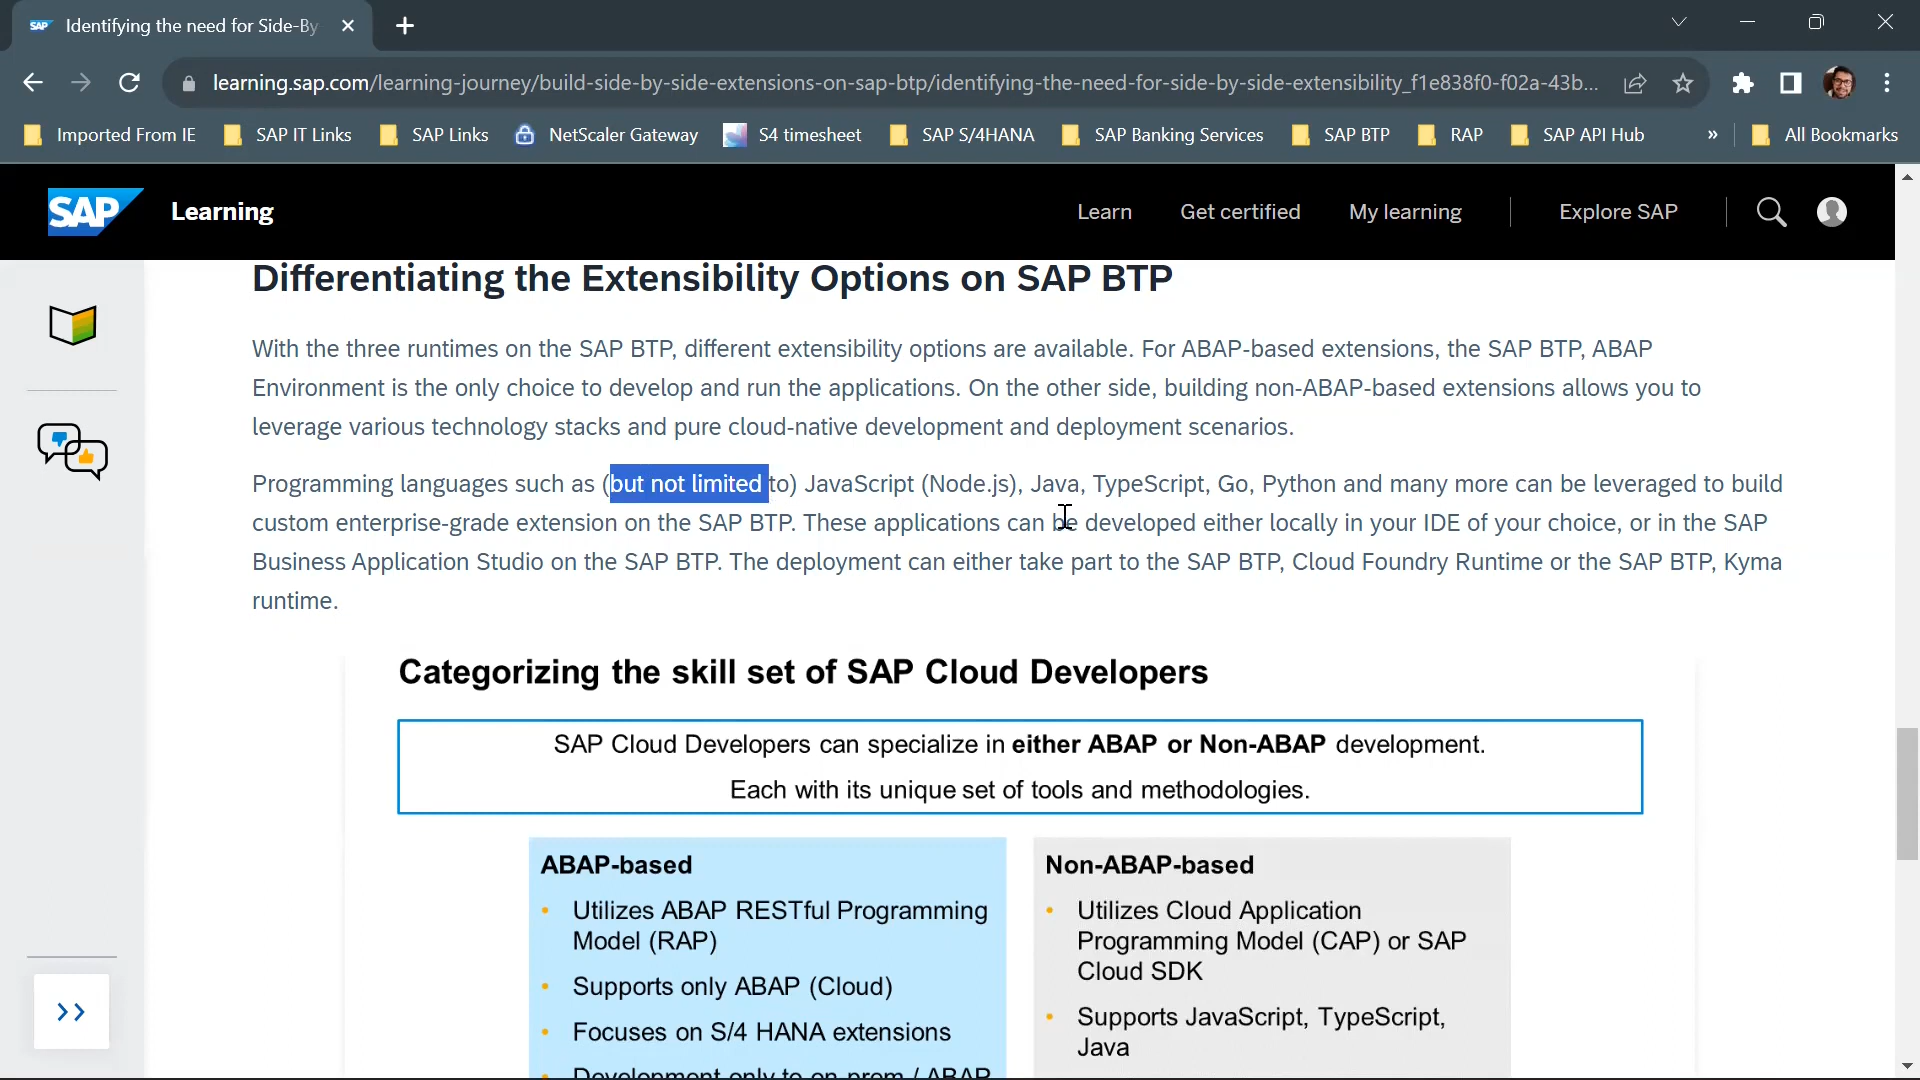 SAP Identifying the need for Side-By
learning.sap.com/learning-journey/build-side-by-side-extensions-on-sap-btp/identifying-the-need-for-side-by-side-extensibility_f1e838f0-f02a-43b...
Imported From IE SAP IT Links SAP Links NetScaler Gateway S4 timesheet SAP S/4HANA SAP Banking Services SAP BTP RAP SAP API Hub » All Bookmarks
SAP Learning Learn Get certified My learning Explore SAP
Differentiating the Extensibility Options on SAP BTP
With the three runtimes on the SAP BTP, different extensibility options are available. For ABAP-based extensions, the SAP BTP, ABAP
Environment is the only choice to develop and run the applications. On the other side, building non-ABAP-based extensions allows you to
leverage various technology stacks and pure cloud-native development and deployment scenarios.
Programming languages such as (but not limited to) JavaScript (Node.js), Java, TypeScript, Go, Python and many more can be leveraged to build
custom enterprise-grade extension on the SAP BTP. These applications can be developed either locally in your IDE of your choice, or in the SAP
Business Application Studio on the SAP BTP. The deployment can either take part to the SAP BTP, Cloud Foundry Runtime or the SAP BTP, Kyma
runtime.
Categorizing the skill set of SAP Cloud Developers
SAP Cloud Developers can specialize in either ABAP or Non-ABAP development.
Each with its unique set of tools and methodologies.
ABAP-based
• Utilizes ABAP RESTful Programming
Model (RAP)
• Supports only ABAP (Cloud)
• Focuses on S/4 HANA extensions
• Development only to on-prem / ABAP
Non-ABAP-based
• Utilizes Cloud Application
Programming Model (CAP) or SAP
Cloud SDK
• Supports JavaScript, TypeScript,
Java